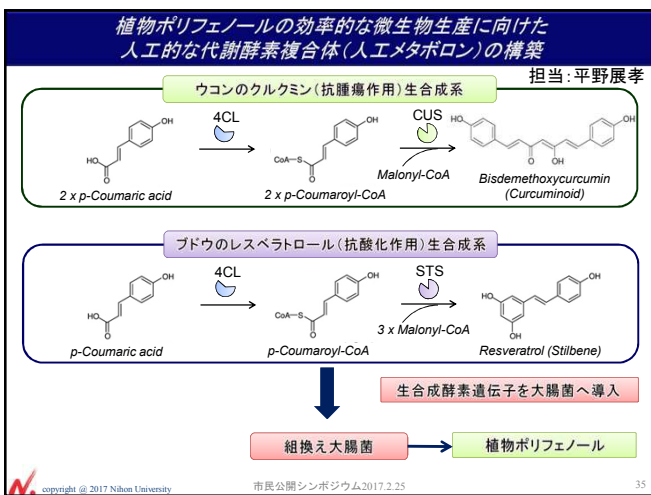 植物ポリフェノールの効率的な微生物生産に向けた
人工的な代謝酵素複合体(人工メタボロン)の構築
担当:平野展孝
ウコンのクルクミン(抗腫瘍作用)生合成系
4CL
CUS
OH
HO
O
OH
CoA
S
O
HO
OH
O
OH
Malonyl-CoA
2 x p-Coumaric acid
2 x p-Coumaroyl-CoA
Bisdemethoxycurcumin
(Curcuminoid)
ブドウのレスベラトロール(抗酸化作用)生合成系
4CL
STS
OH
HO
O
OH
CoA
S
O
OH
HO
OH
3 x Malonyl-CoA
p-Coumaric acid
p-Coumaroyl-CoA
Resveratrol (Stilbene)
生合成酵素遺伝子を大腸菌へ導入
組換え大腸菌
植物ポリフェノール
N.
copyright @ 2017 Nihon University
市民公開シンポジウム2017.2.25
35